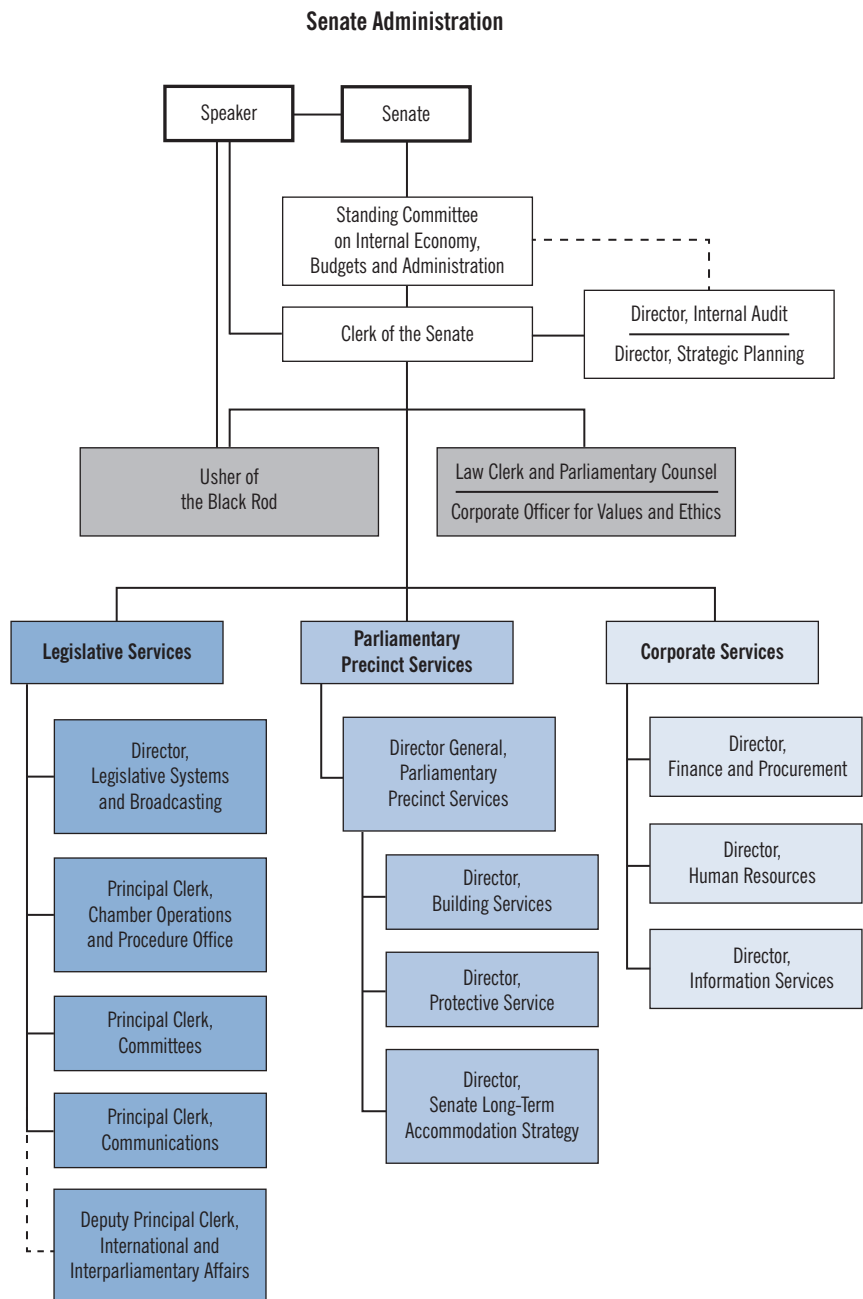 Senate Administration
Speaker
Senate
Standing Committee
on Internal Economy,
Budgets and Administration
Clerk of the Senate
Director, Internal Audit
Director, Strategic Planning
Usher of
the Black Rod
Law Clerk and Parliamentary Counsel
Corporate Officer for Values and Ethics
Legislative Services
Director,
Legislative Systems
and Broadcasting
Principal Clerk,
Chamber Operations
and Procedure Office
Principal Clerk,
Committees
Principal Clerk,
Communications
Deputy Principal Clerk,
International and
Interparliamentary Affairs
Parliamentary
Precinct Services
Director General,
Parliamentary
Precinct Services
Director,
Building Services
Director,
Protective Service
Director,
Senate Long-Term
Accommodation Strategy
Corporate Services
Director,
Finance and Procurement
Director,
Human Resources
Director,
Information Services